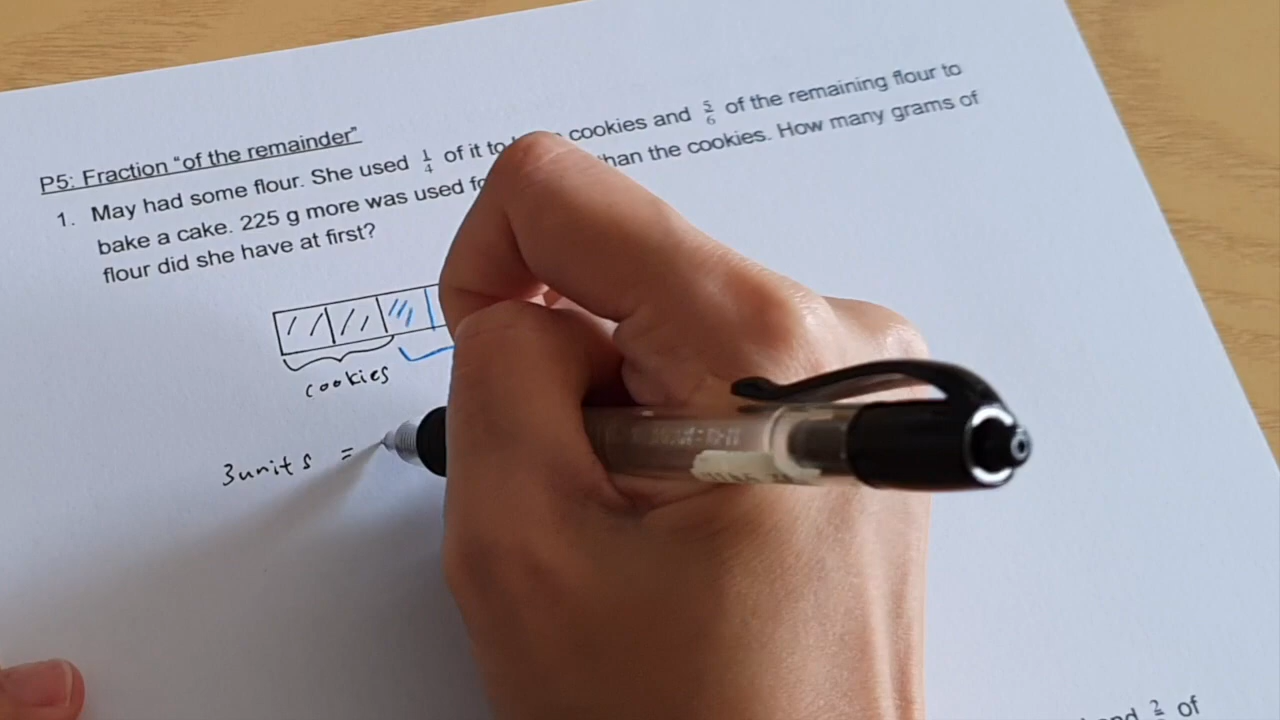 P5: Fraction "of the remainder"
1. May had some flour. She used 1/4 of it to cookies and 5/6 of the remaining flour to
bake a cake. 225 g more was used than the cookies. How many grams of
flour did she have at first?
cookies
3units =
2 of